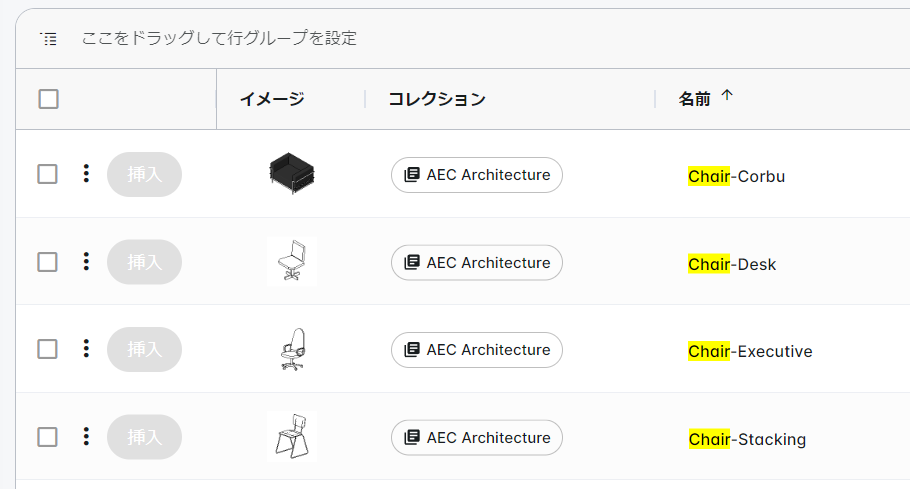 ここをドラッグして行グループを設定
イメージ コレクション 名前 ↑
挿入 AEC Architecture Chair-Corbu
挿入 AEC Architecture Chair-Desk
挿入 AEC Architecture Chair-Executive
挿入 AEC Architecture Chair-Stacking